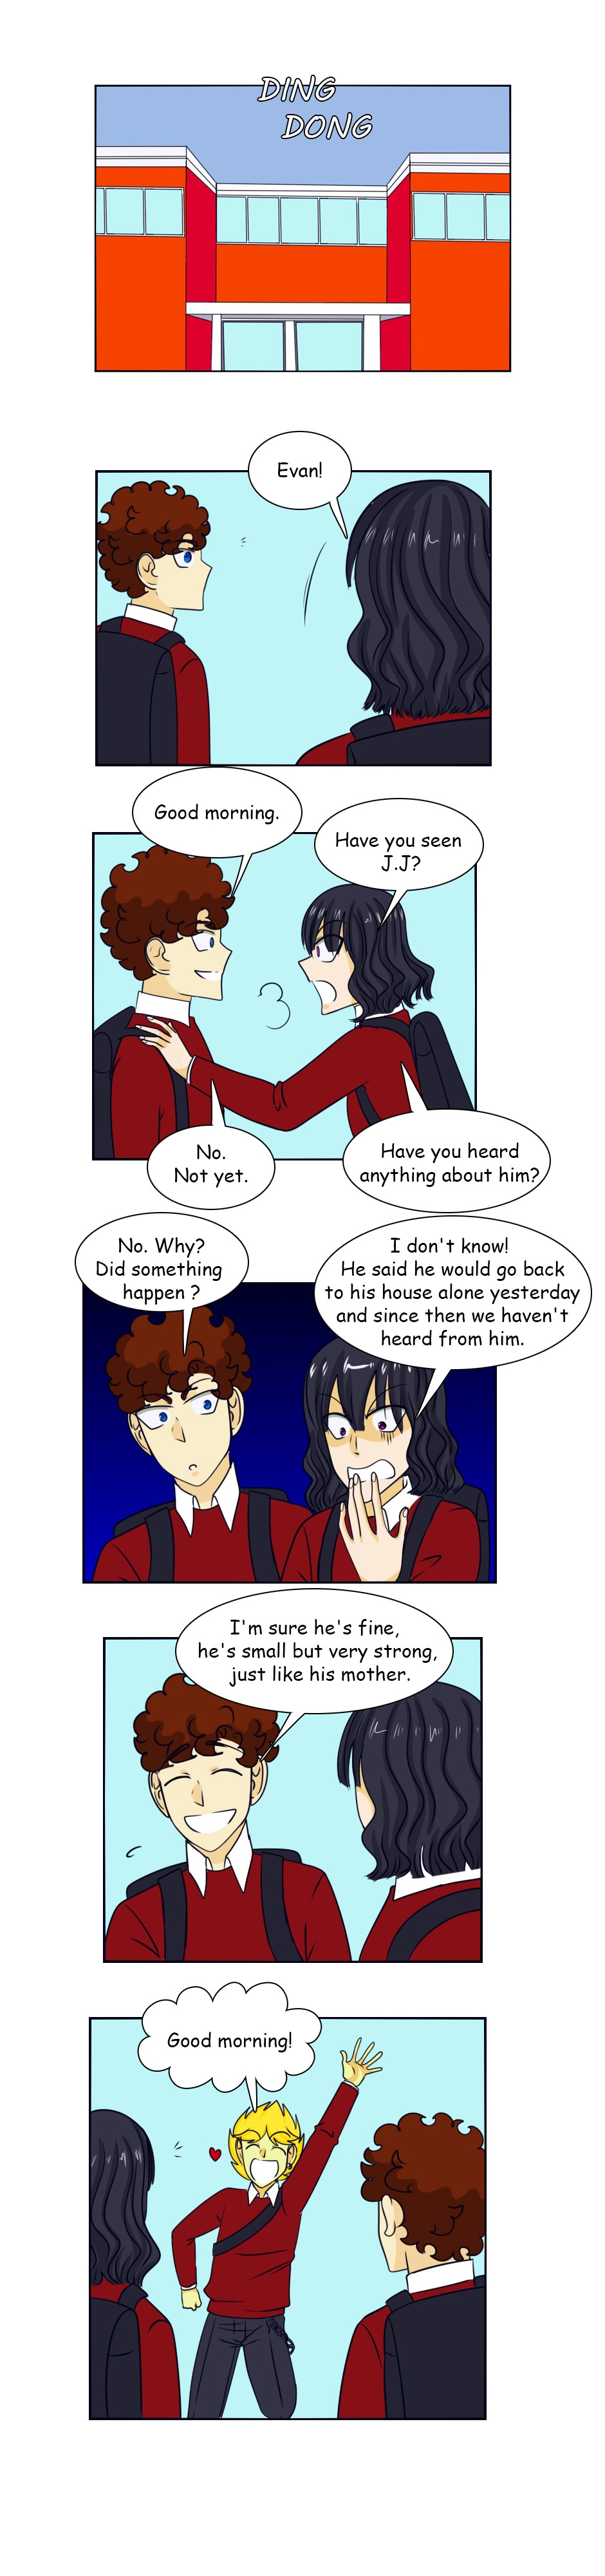 DING
DONG
Evan!
Good morning.
Have you seen
J.J?
No.
Not yet.
Have you heard
anything about him?
No. Why?
Did something
happen ?
I don't know!
He said he would go back
to his house alone yesterday
and since then we haven't
heard from him.
I'm sure he's fine,
he's small but very strong,
just like his mother.
Good morning!